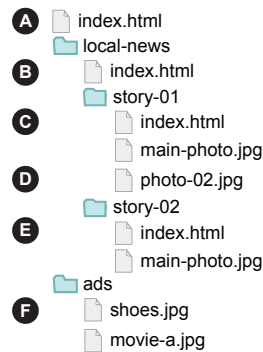 A index.html
local-news
B index.html
story-01
C index.html
main-photo.jpg
D photo-02.jpg
story-02
E index.html
main-photo.jpg
ads
F shoes.jpg
movie-a.jpg